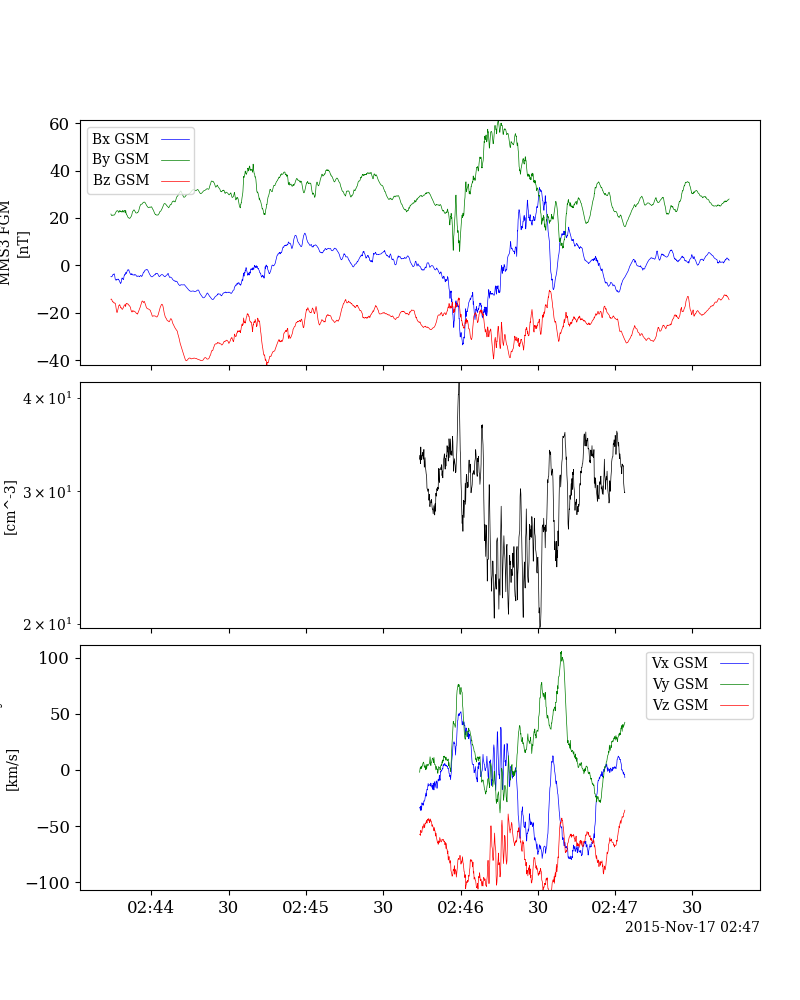 60
40
20
0
−20
−40
MMS3 FGM
[nT]
Bx GSM
By GSM
Bz GSM
4×10¹
3×10¹
2×10¹
[cm^-3]
100
50
0
−50
−100
[km/s]
Vx GSM
Vy GSM
Vz GSM
02:44 30 02:45 30 02:46 30 02:47 30
2015-Nov-17 02:47